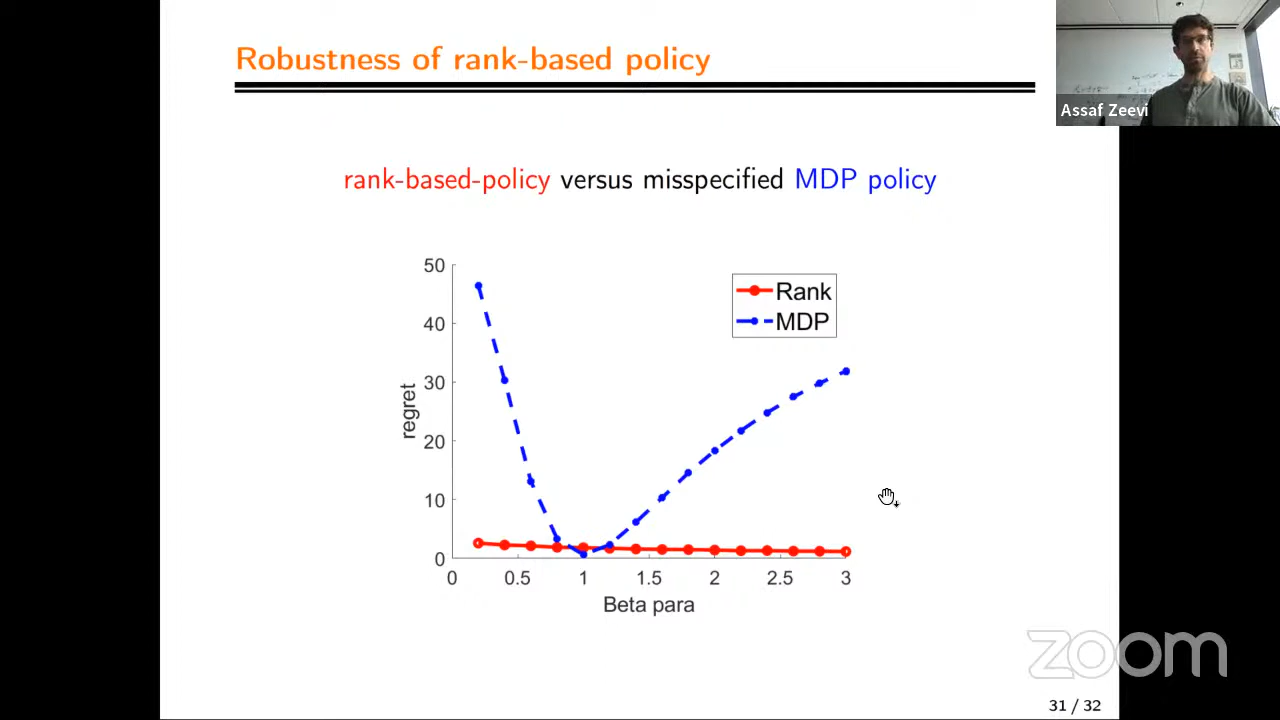 Robustness of rank-based policy
Assaf Zeevi
rank-based-policy versus misspecified MDP policy
50
40
30
20
10
0
regret
Rank
MDP
0 0.5 1 1.5 2 2.5 3
Beta para
zoom
31 / 32